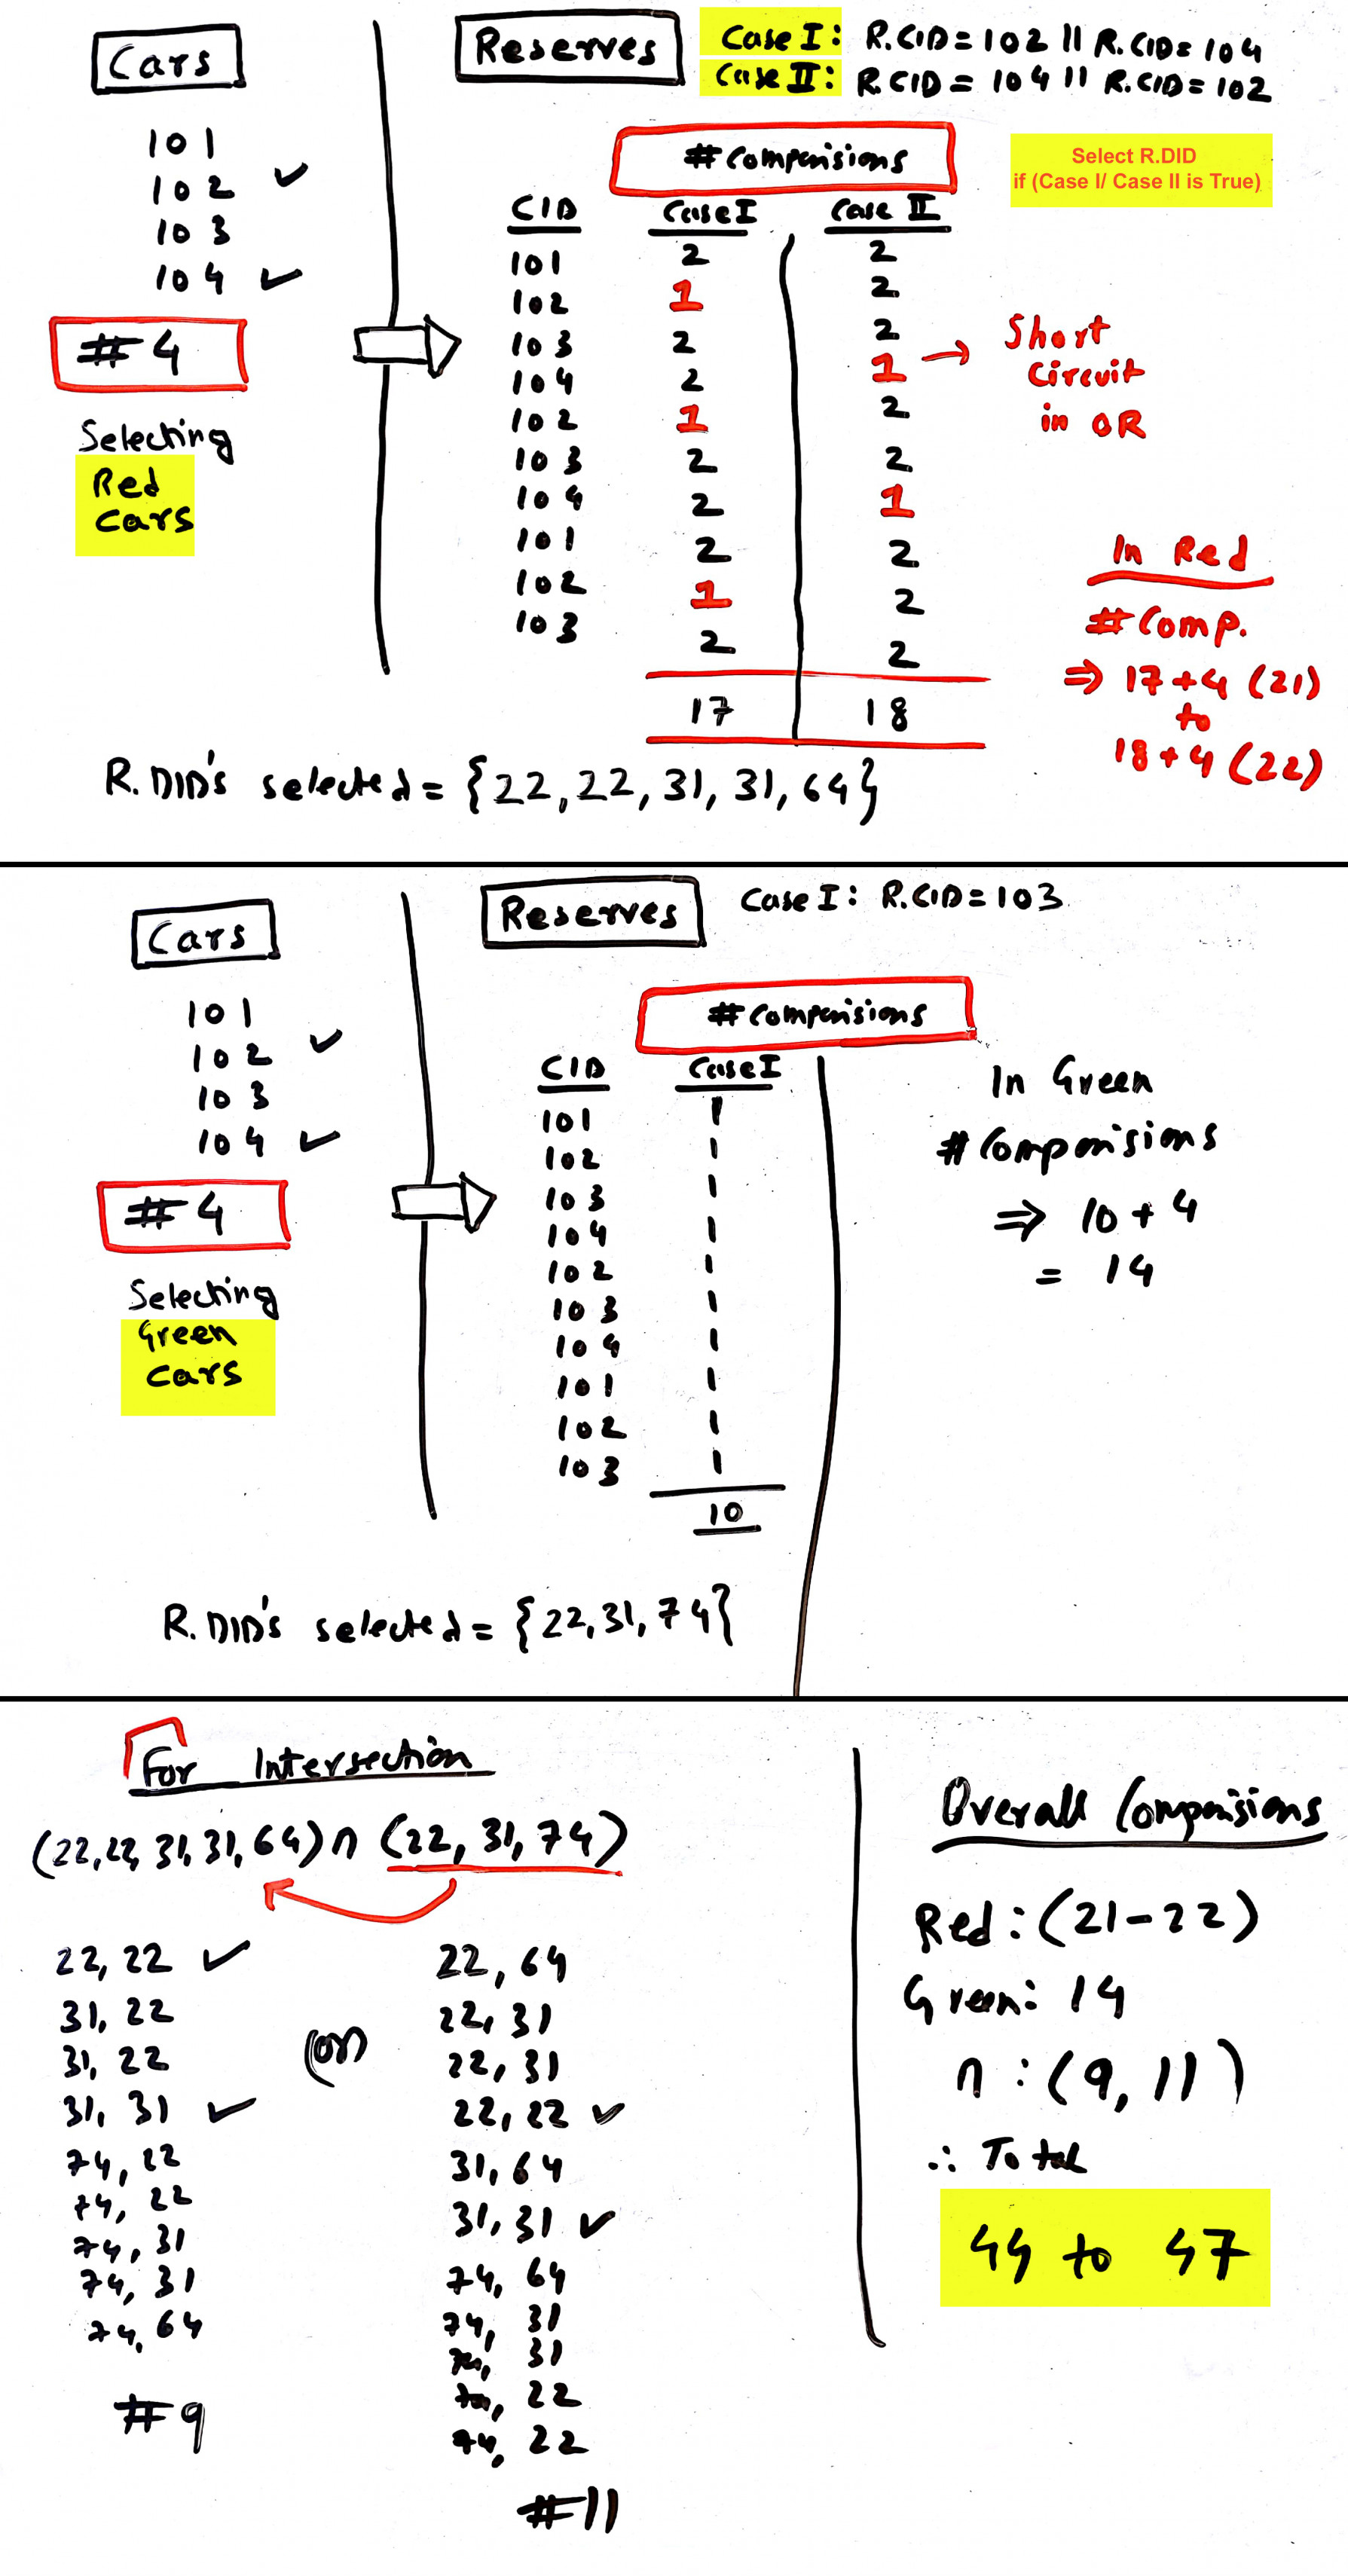 Cars
101
102 ✓
103
104 ✓
#4
Selecting
Red
Cars
Reserves
Case I: R.CID=102 || R.CID=104
Case II: R.CID=104 || R.CID=102
# Comperisions
Select R.DID
if (Case I/ Case II is True)
CID Case I Case II
101 2 2
102 1 2
103 2 2
104 2 1 → Short Circuit in OR
102 1 2
103 2 2
104 2 1
101 2 2
102 1 2
103 2 2
17 18
In Red
# Comp.
⇒ 17+4 (21)
to
18+4 (22)
R.DID's selected = {22, 22, 31, 31, 64}
Cars
101
102 ✓
103
104 ✓
#4
Selecting
Green
Cars
Reserves
Case I: R.CID=103
# Comperisions
CID Case I
101 1
102 1
103 1
104 1
102 1
103 1
104 1
101 1
102 1
103 1
10
In Green
# Comperisions
⇒ 10+4
= 14
R.DID's selected = {22, 31, 74}
For Intersection
(22, 22, 31, 31, 64) ∩ (22, 31, 74)
22, 22 ✓
31, 22
31, 22
31, 31 ✓
74, 22
74, 22
74, 31
74, 31
74, 64
#9
(or)
22, 64
22, 31
22, 31
22, 22 ✓
31, 64
31, 31 ✓
74, 64
74, 31
74, 31
74, 22
74, 22
#11
Overall Comperisions
Red: (21-22)
Green: 14
∩ : (9, 11)
∴ Total
44 to 47